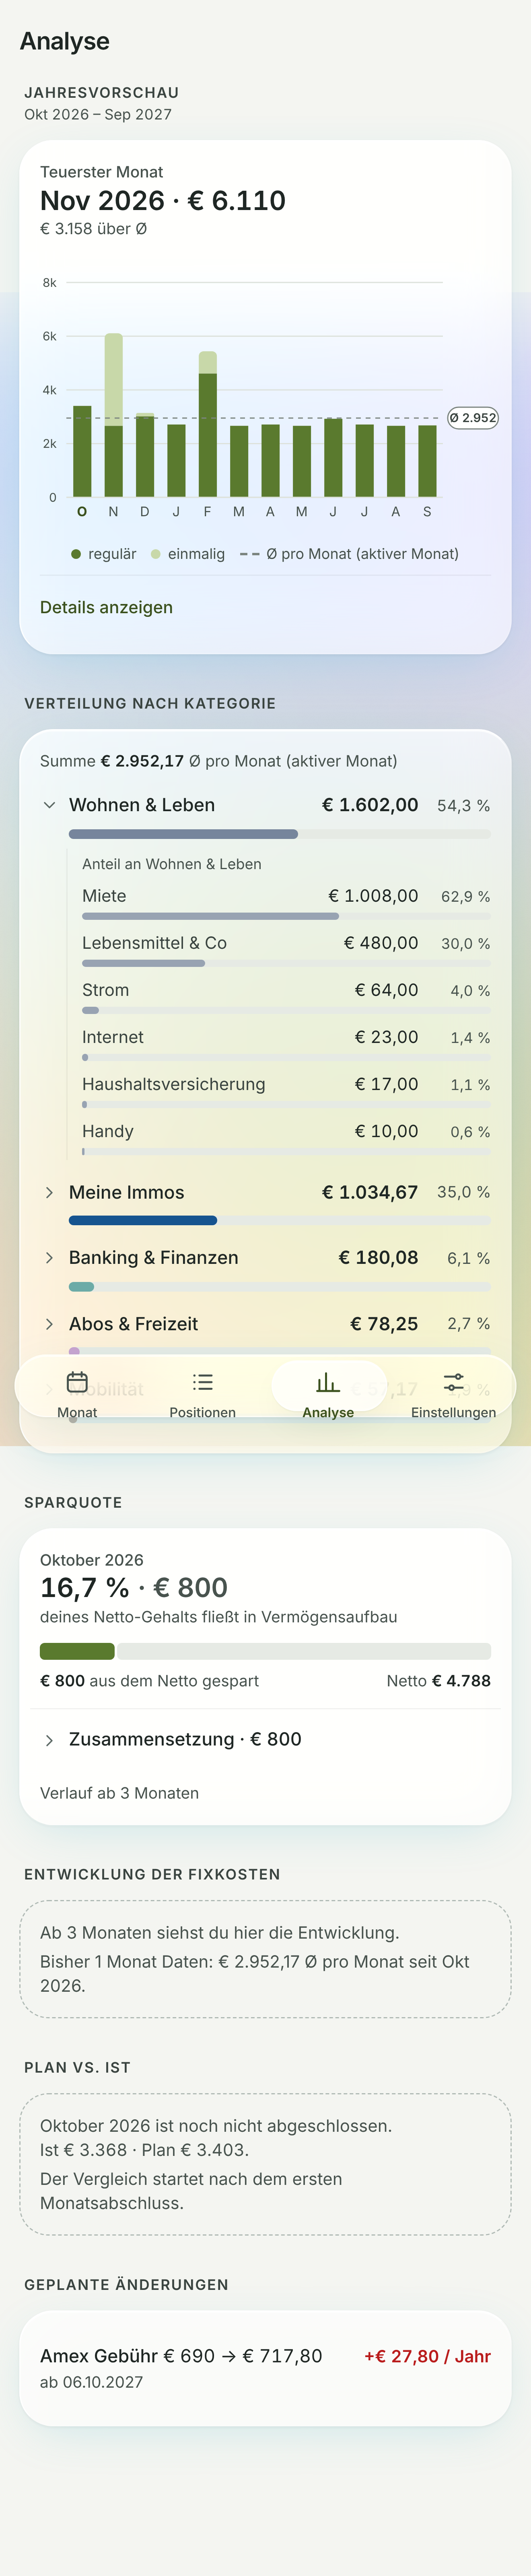 Analyse
JAHRESVORSCHAU
Okt 2026 – Sep 2027
Teuerster Monat
Nov 2026 · € 6.110
€ 3.158 über Ø
8k
6k
4k
2k
0
Ø 2.952
O N D J F M A M J J A S
regulär einmalig Ø pro Monat (aktiver Monat)
Details anzeigen
VERTEILUNG NACH KATEGORIE
Summe € 2.952,17 Ø pro Monat (aktiver Monat)
Wohnen & Leben € 1.602,00 54,3 %
Anteil an Wohnen & Leben
Miete € 1.008,00 62,9 %
Lebensmittel & Co € 480,00 30,0 %
Strom € 64,00 4,0 %
Internet € 23,00 1,4 %
Haushaltsversicherung € 17,00 1,1 %
Handy € 10,00 0,6 %
Meine Immos € 1.034,67 35,0 %
Banking & Finanzen € 180,08 6,1 %
Abos & Freizeit € 78,25 2,7 %
Mobilität € 57,17 1,9 %
Monat Positionen Analyse Einstellungen
SPARQUOTE
Oktober 2026
16,7 % · € 800
deines Netto-Gehalts fließt in Vermögensaufbau
€ 800 aus dem Netto gespart Netto € 4.788
Zusammensetzung · € 800
Verlauf ab 3 Monaten
ENTWICKLUNG DER FIXKOSTEN
Ab 3 Monaten siehst du hier die Entwicklung.
Bisher 1 Monat Daten: € 2.952,17 Ø pro Monat seit Okt
2026.
PLAN VS. IST
Oktober 2026 ist noch nicht abgeschlossen.
Ist € 3.368 · Plan € 3.403.
Der Vergleich startet nach dem ersten
Monatsabschluss.
GEPLANTE ÄNDERUNGEN
Amex Gebühr € 690 → € 717,80 +€ 27,80 / Jahr
ab 06.10.2027